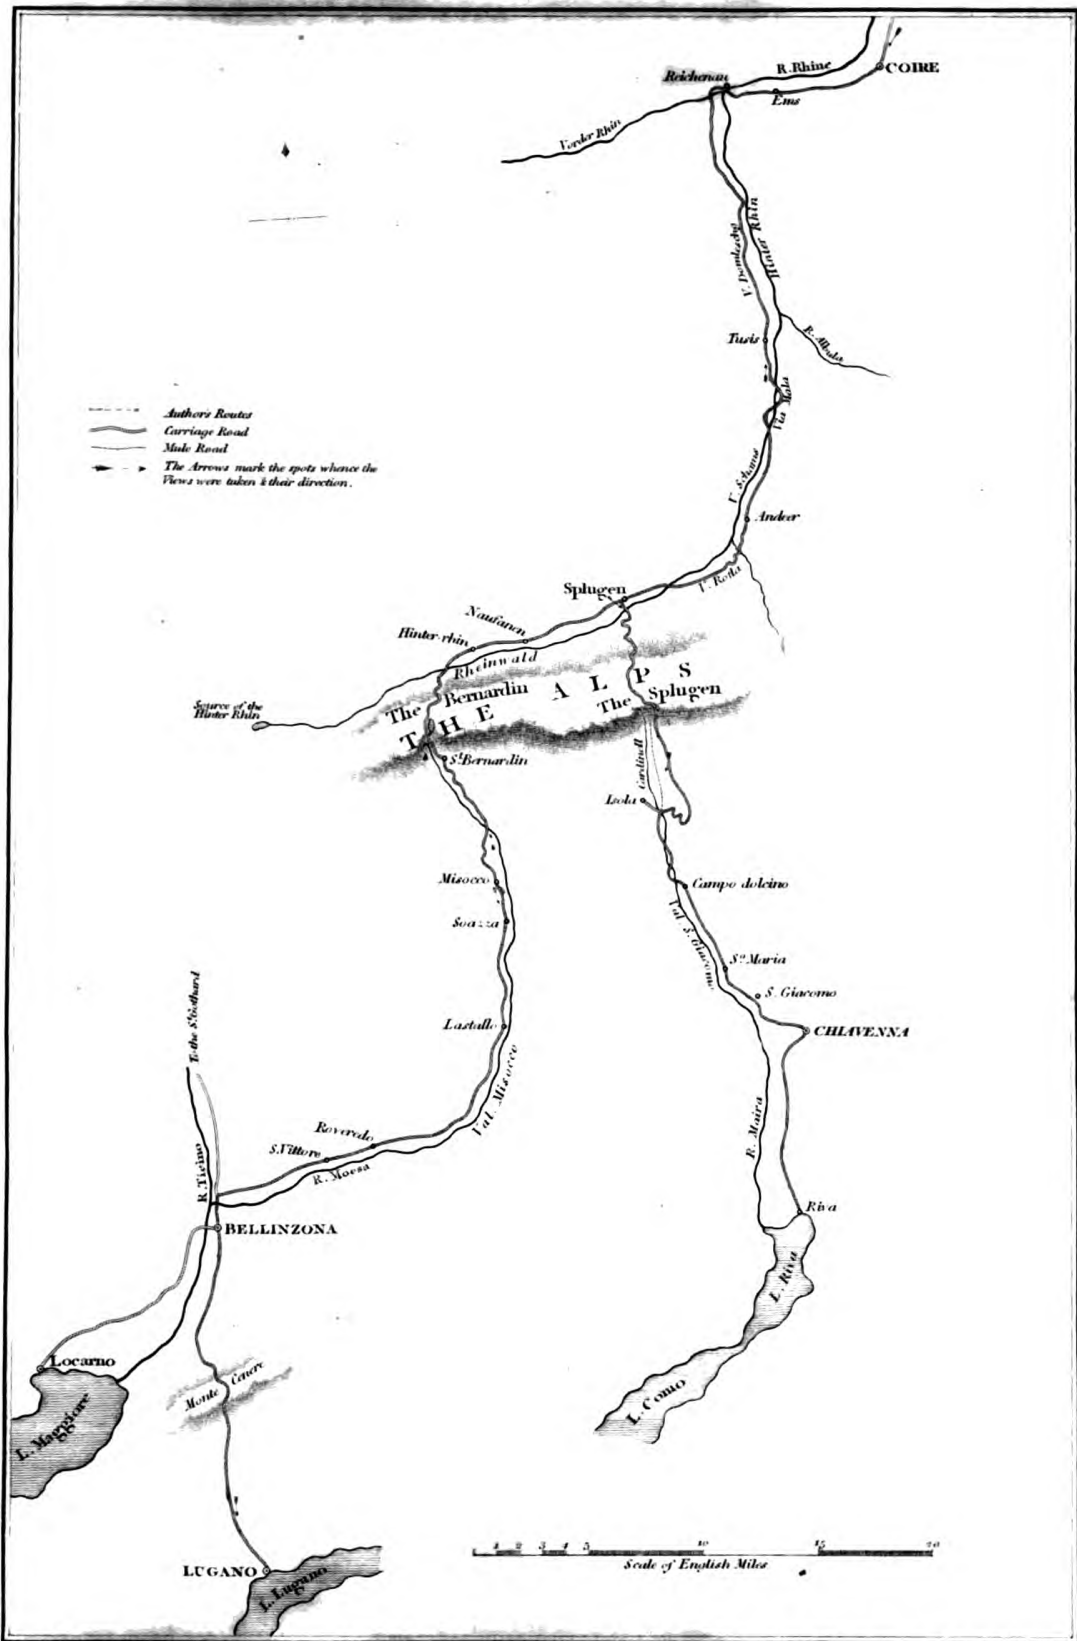 R. Rhine
COIRE
Reichenau
Ems
Vorder Rhin
Hinter Rhin
V. Domleschg
R. Albula
Tusis
Via Mala
Author's Routes
Carriage Road
Mule Road
The Arrows mark the spots whence the
Views were taken & their direction.
V. Schams
Andeer
V. Rofla
Splugen
Naufanen
Hinter-rhin
Rheinwald
THE ALPS
The Bernardin
The Splugen
Source of the
Hinter Rhin
St. Bernardin
Cardinell
Isola
Misocco
Campo dolcino
Soazza
Val S. Giacomo
Sa. Maria
S. Giacomo
To the St. Gothard
Lastallo
CHIAVENNA
Val Misocco
Roveredo
S. Vittore
R. Moesa
R. Maira
R. Ticino
BELLINZONA
Riva
L. Riva
Locarno
Monte Cenere
L. Como
L. Maggiore
1 2 3 4 5 10 15 20
Scale of English Miles
LUGANO
L. Lugano